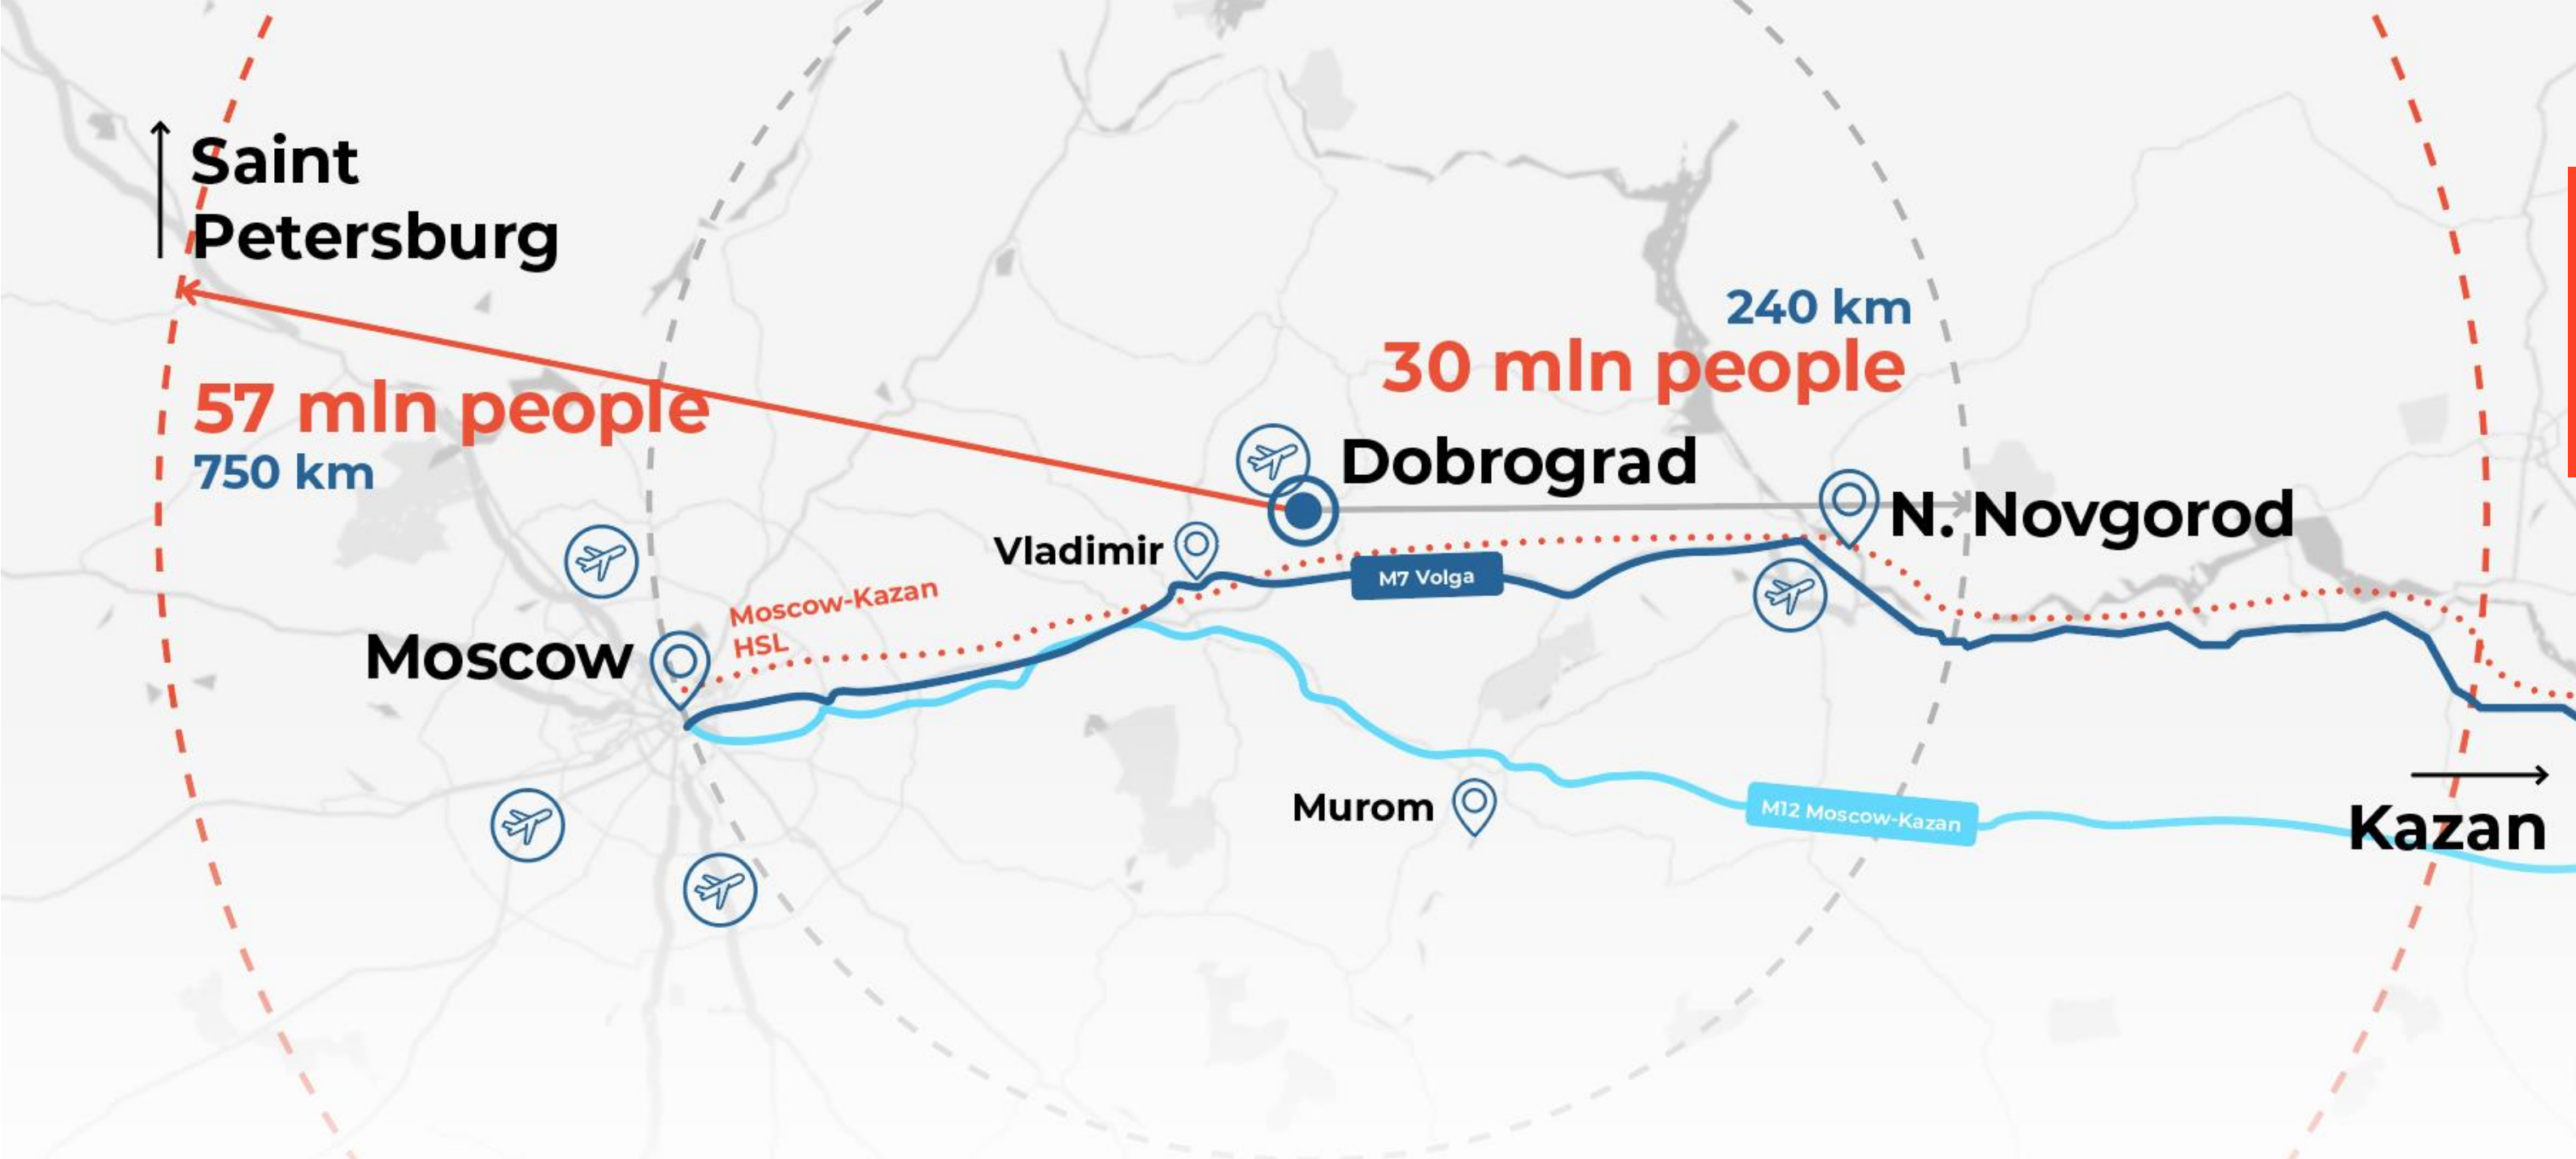 Saint
Petersburg
240 km
30 mln people
57 mln people
750 km
Dobrograd
N. Novgorod
Vladimir
M7 Volga
Moscow-Kazan
HSL
Moscow
Murom
M12 Moscow-Kazan
Kazan